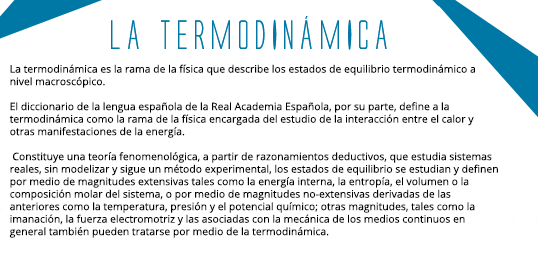 LA TERMODINÁMICA
La termodinámica es la rama de la física que describe los estados de equilibrio termodinámico a
nivel macroscópico.
El diccionario de la lengua española de la Real Academia Española, por su parte, define a la
termodinámica como la rama de la física encargada del estudio de la interacción entre el calor y
otras manifestaciones de la energía.
Constituye una teoría fenomenológica, a partir de razonamientos deductivos, que estudia sistemas
reales, sin modelizar y sigue un método experimental, los estados de equilibrio se estudian y definen
por medio de magnitudes extensivas tales como la energía interna, la entropía, el volumen o la
composición molar del sistema, o por medio de magnitudes no-extensivas derivadas de las
anteriores como la temperatura, presión y el potencial químico; otras magnitudes, tales como la
imanación, la fuerza electromotriz y las asociadas con la mecánica de los medios continuos en
general también pueden tratarse por medio de la termodinámica.